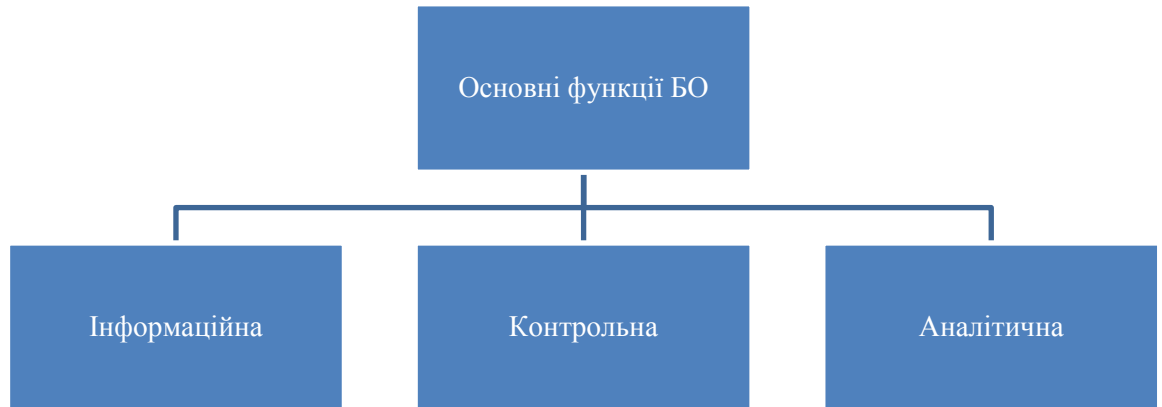 Основні функції БО
Інформаційна
Контрольна
Аналітична